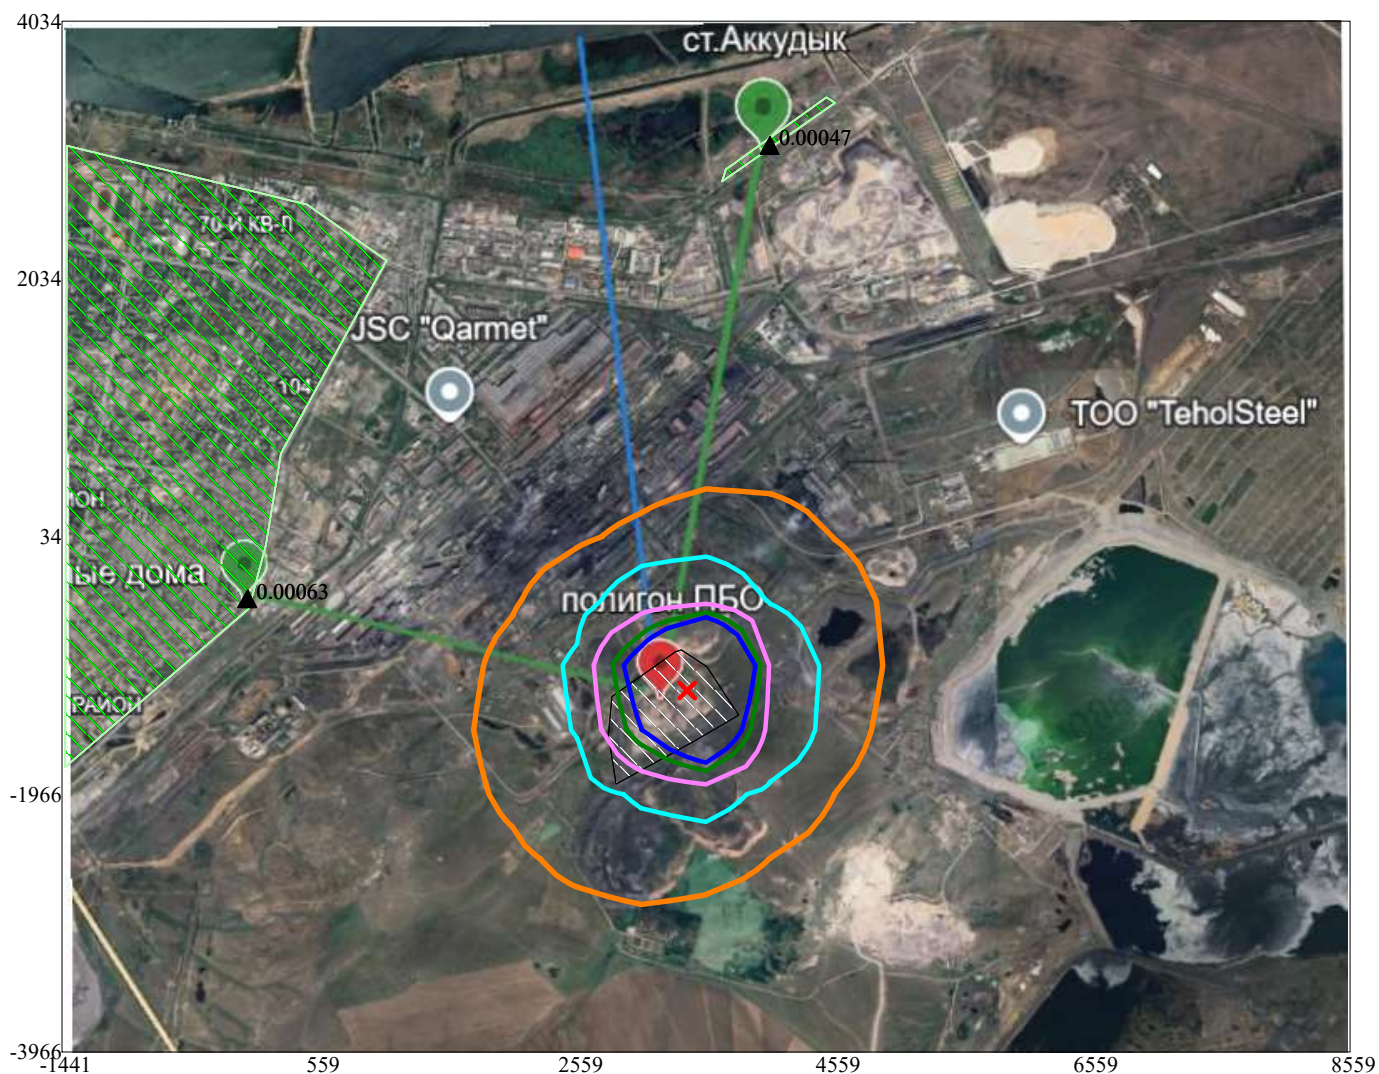 4034
ст.Аккудык
0.00047
70-Й КВ-Л
2034
JSC "Qarmet"
104
ТОО "TeholSteel"
34
ые дома
0.00063
полигон ПБО
РАЙОН
-1966
-3966
-1441
559
2559
4559
6559
8559